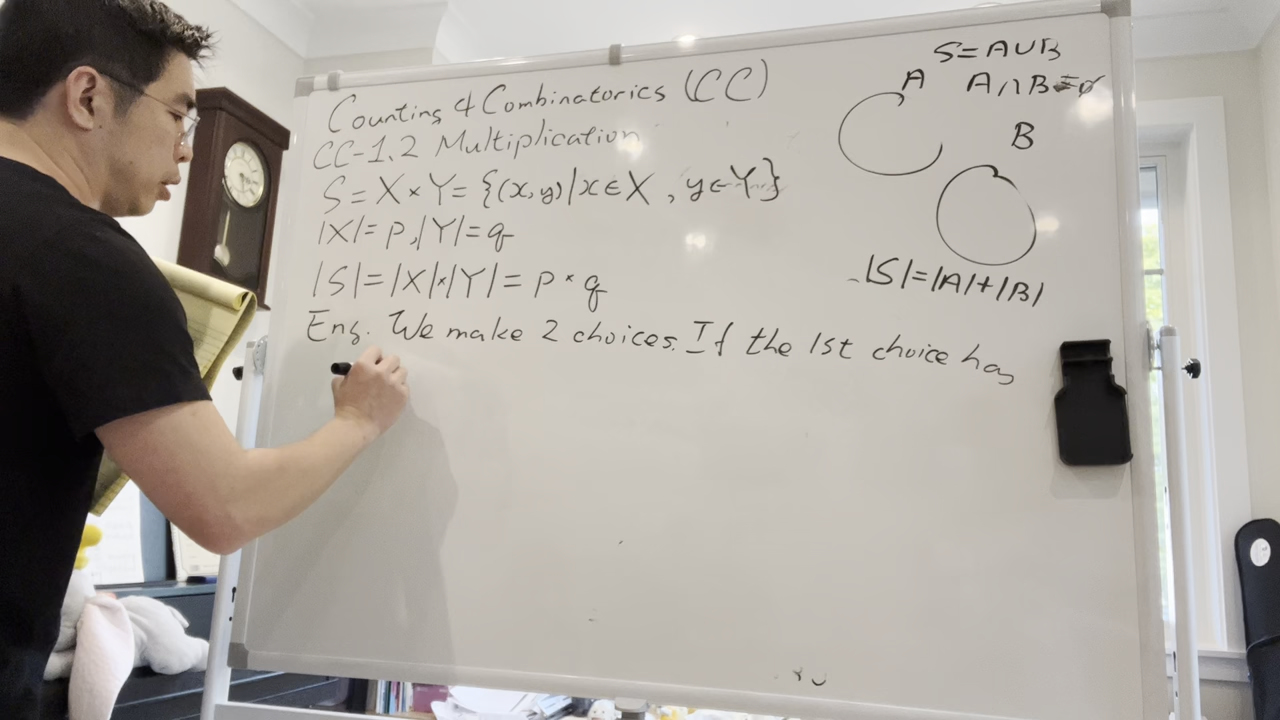 Counting & Combinatorics (CC)
CC-1.2 Multiplication
S = X × Y = {(x,y) | x ∈ X , y ∈ Y}
|X| = p, |Y| = q
|S| = |X| × |Y| = p × q
Eng. We make 2 choices. If the 1st choice has
S = A ∪ B
A ∩ B = ∅
A
B
|S| = |A| + |B|